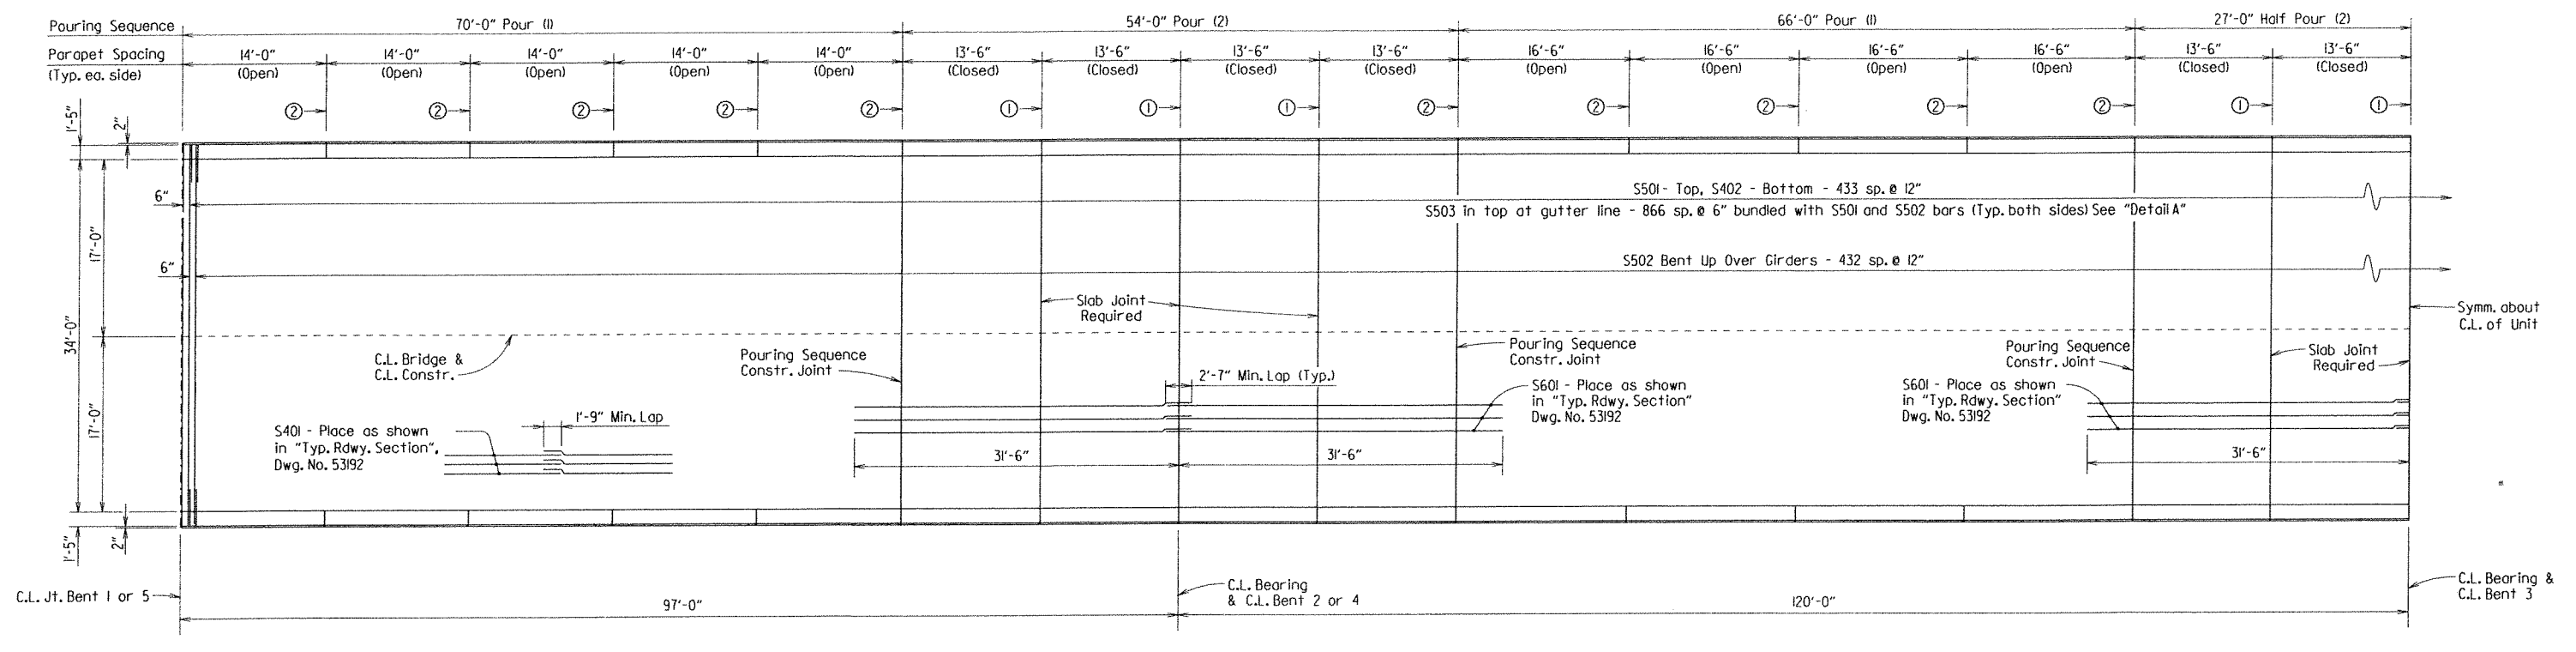 Pouring Sequence
70'-0" Pour (1)
54'-0" Pour (2)
66'-0" Pour (1)
27'-0" Half Pour (2)
Parapet Spacing
(Typ. ea. side)
14'-0"
(Open)
14'-0"
(Open)
14'-0"
(Open)
14'-0"
(Open)
14'-0"
(Open)
13'-6"
(Closed)
13'-6"
(Closed)
13'-6"
(Closed)
13'-6"
(Closed)
16'-6"
(Open)
16'-6"
(Open)
16'-6"
(Open)
16'-6"
(Open)
13'-6"
(Closed)
13'-6"
(Closed)
2 2 2 2 2 1 1 1 2 2 2 2 2 1 1
1'-5"
2"
6"
S501 - Top, S402 - Bottom - 433 sp. @ 12"
S503 in top at gutter line - 866 sp. @ 6" bundled with S501 and S502 bars (Typ. both sides) See "Detail A"
17'-0"
6"
S502 Bent Up Over Girders - 432 sp. @ 12"
34'-0"
Slab Joint
Required
Symm. about
C.L. of Unit
C.L. Bridge &
C.L. Constr.
Pouring Sequence
Constr. Joint
Pouring Sequence
Constr. Joint
Pouring Sequence
Constr. Joint
Slab Joint
Required
2'-7" Min. Lap (Typ.)
S601 - Place as shown
in "Typ. Rdwy. Section"
Dwg. No. 53192
S601 - Place as shown
in "Typ. Rdwy. Section"
Dwg. No. 53192
17'-0"
S401 - Place as shown
in "Typ. Rdwy. Section",
Dwg. No. 53192
1'-9" Min. Lap
31'-6"
31'-6"
31'-6"
1'-5"
2"
C.L. Jt. Bent 1 or 5
97'-0"
C.L. Bearing
& C.L. Bent 2 or 4
120'-0"
C.L. Bearing &
C.L. Bent 3